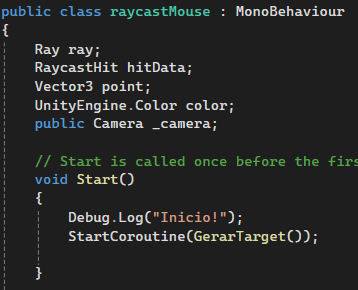 public class raycastMouse : MonoBehaviour
{
Ray ray;
RaycastHit hitData;
Vector3 point;
UnityEngine.Color color;
public Camera _camera;
// Start is called once before the firs
void Start()
{
Debug.Log("Inicio!");
StartCoroutine(GerarTarget());
}